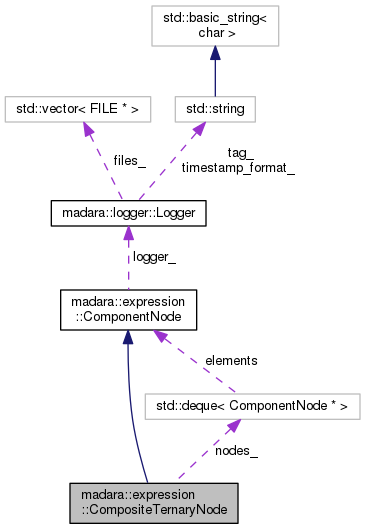 std::basic_string<
char >
std::vector< FILE * >
std::string
files_
tag_
timestamp_format_
madara::logger::Logger
logger_
madara::expression
::ComponentNode
elements
std::deque< ComponentNode * >
nodes_
madara::expression
::CompositeTernaryNode